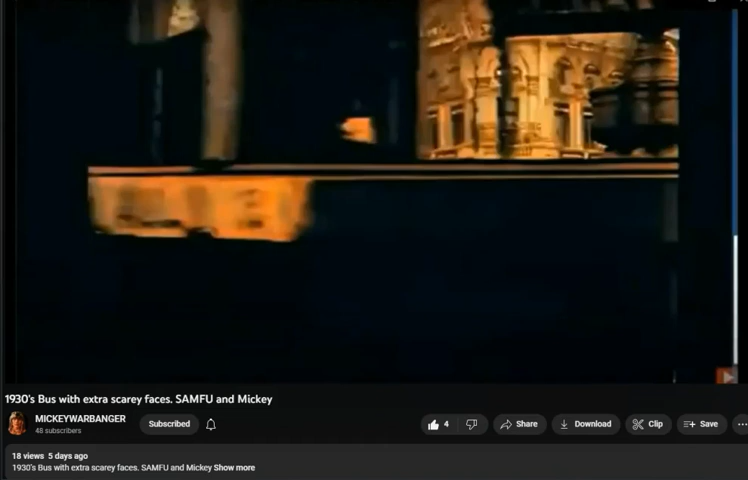 1930's Bus with extra scarey faces. SAMFU and Mickey
MICKEYWARBANGER
48 subscribers
Subscribed
4
Share
Download
Clip
Save
18 views 5 days ago
1930's Bus with extra scarey faces. SAMFU and Mickey Show more